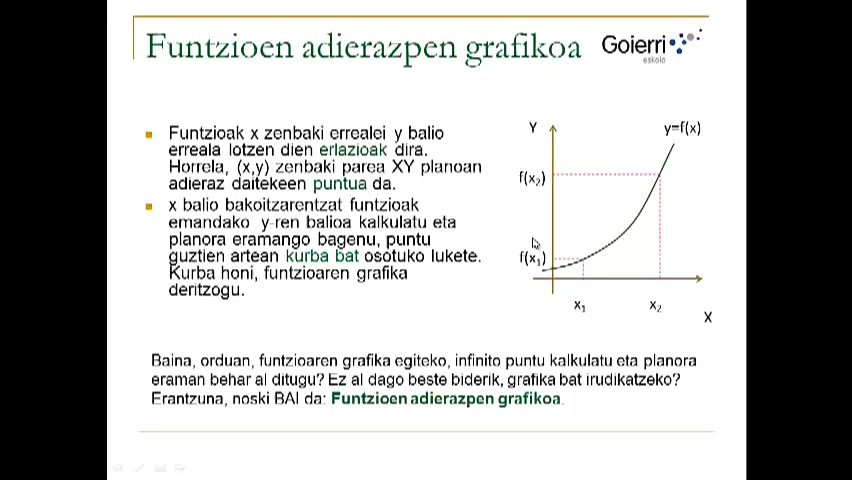 Funtzioen adierazpen grafikoa
Goierri
eskola
Funtzioak x zenbaki errealei y balio
erreala lotzen dien erlazioak dira.
Horrela, (x,y) zenbaki parea XY planoan
adieraz daitekeen puntua da.
x balio bakoitzarentzat funtzioak
emandako y-ren balioa kalkulatu eta
planora eramango bagenu, puntu
guztien artean kurba bat osotuko lukete.
Kurba honi, funtzioaren grafika
deritzogu.
Y
y=f(x)
f(x₂)
f(x₁)
x₁
x₂
X
Baina, orduan, funtzioaren grafika egiteko, infinito puntu kalkulatu eta planora
eraman behar al ditugu? Ez al dago beste biderik, grafika bat irudikatzeko?
Erantzuna, noski BAI da: Funtzioen adierazpen grafikoa.